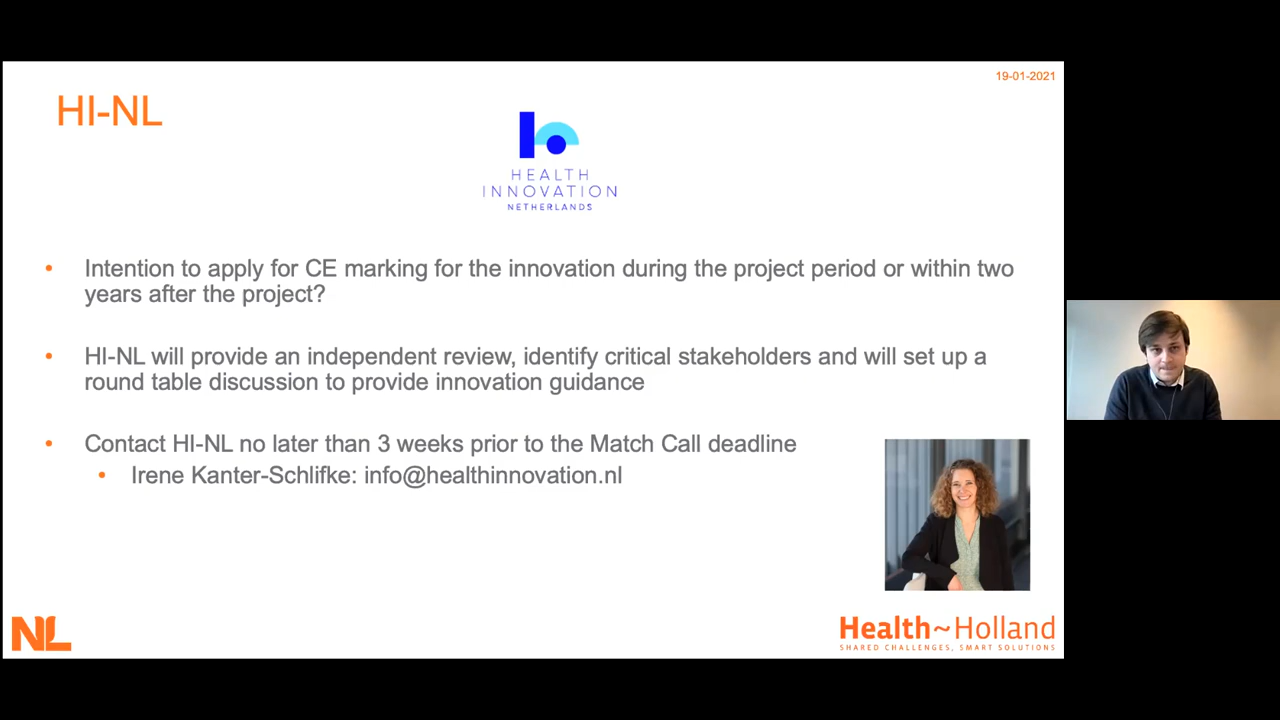 19-01-2021
HI-NL
HEALTH
INNOVATION
NETHERLANDS
• Intention to apply for CE marking for the innovation during the project period or within two
years after the project?
• HI-NL will provide an independent review, identify critical stakeholders and will set up a
round table discussion to provide innovation guidance
• Contact HI-NL no later than 3 weeks prior to the Match Call deadline
• Irene Kanter-Schlifke: info@healthinnovation.nl
NL
Health~Holland
SHARED CHALLENGES, SMART SOLUTIONS